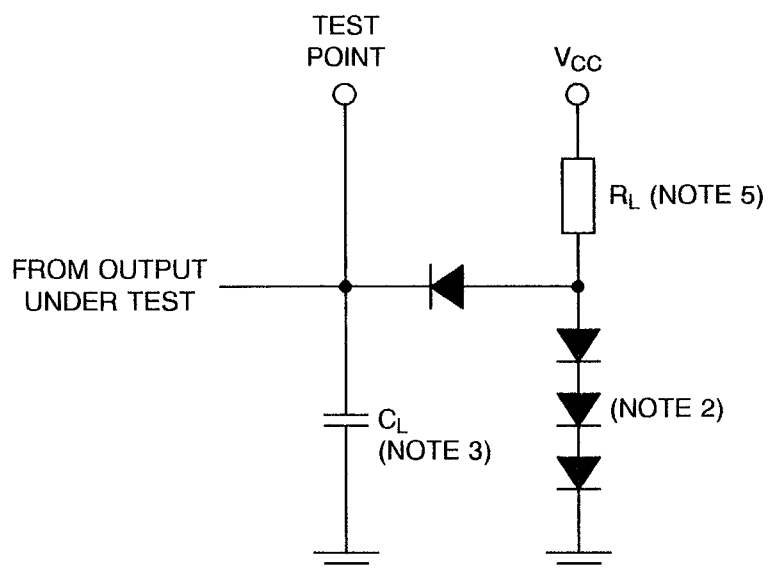 TEST
POINT
VCC
RL (NOTE 5)
FROM OUTPUT
UNDER TEST
(NOTE 2)
CL
(NOTE 3)